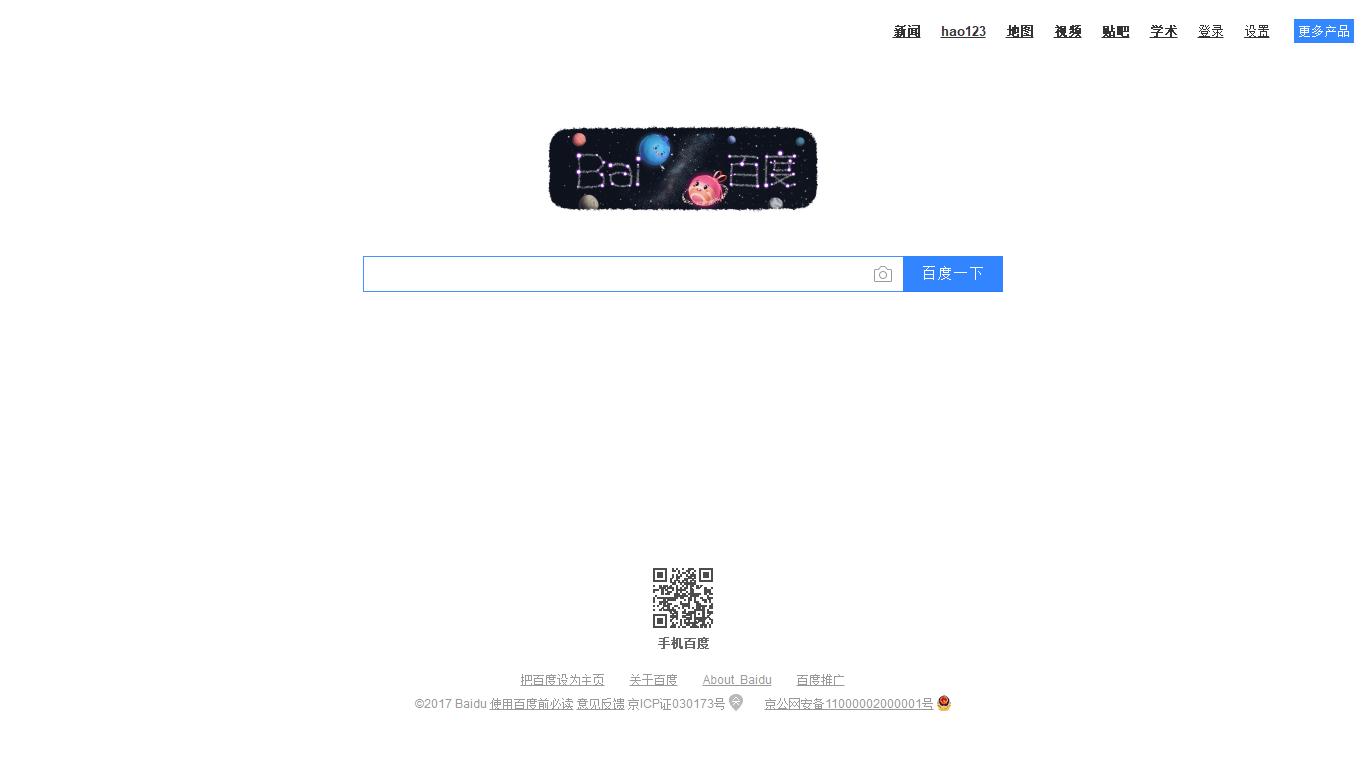 新闻 hao123 地图 视频 贴吧 学术 登录 设置 更多产品
Bai 百度
百度一下
手机百度
把百度设为主页 关于百度 About Baidu 百度推广
©2017 Baidu 使用百度前必读 意见反馈 京ICP证030173号 京公网安备11000002000001号